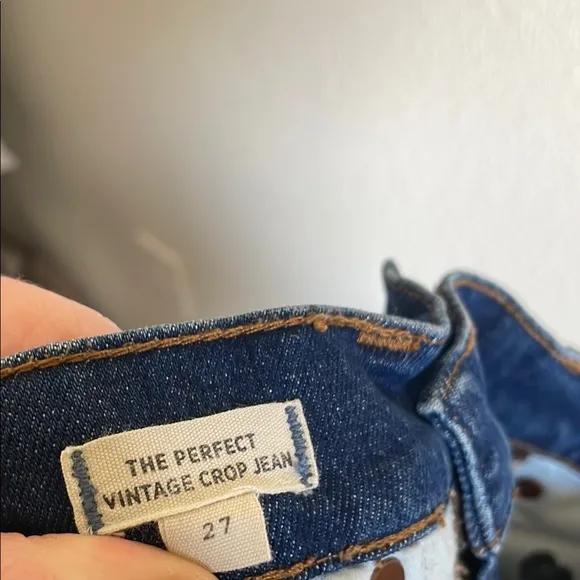 THE PERFECT
VINTAGE CROP JEAN
27